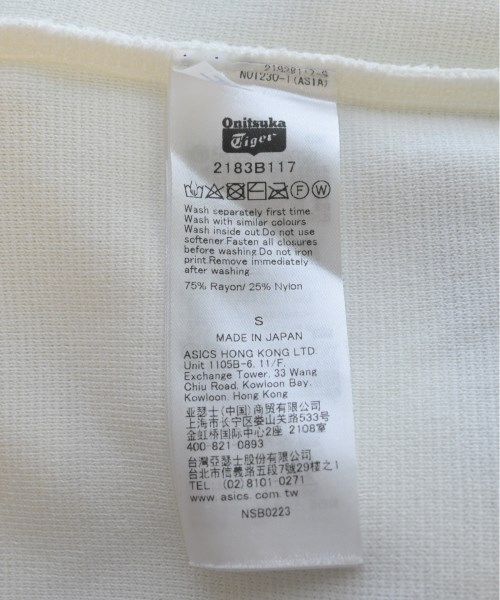 2183B117-S
NUT230-1(ASIA)
Onitsuka
Tiger
2183B117
F W
Wash separately first time.
Wash with similar colours
Wash inside out.Do not use
softener.Fasten all closures
before washing.Do not iron
print.Remove immediately
after washing
75% Rayon/ 25% Nylon
S
MADE IN JAPAN
ASICS HONG KONG LTD.
Unit 1105B-6, 11/F,
Exchange Tower, 33 Wang
Chiu Road, Kowloon Bay,
Kowloon, Hong Kong
亚瑟士(中国)商贸有限公司
上海市长宁区娄山关路533号
金虹桥国际中心2座 2108室
400-821-0893
台灣亞瑟士股份有限公司
台北市信義路五段7號29樓之1
TEL (02)8101-0271
www.asics.com.tw
NSB0223